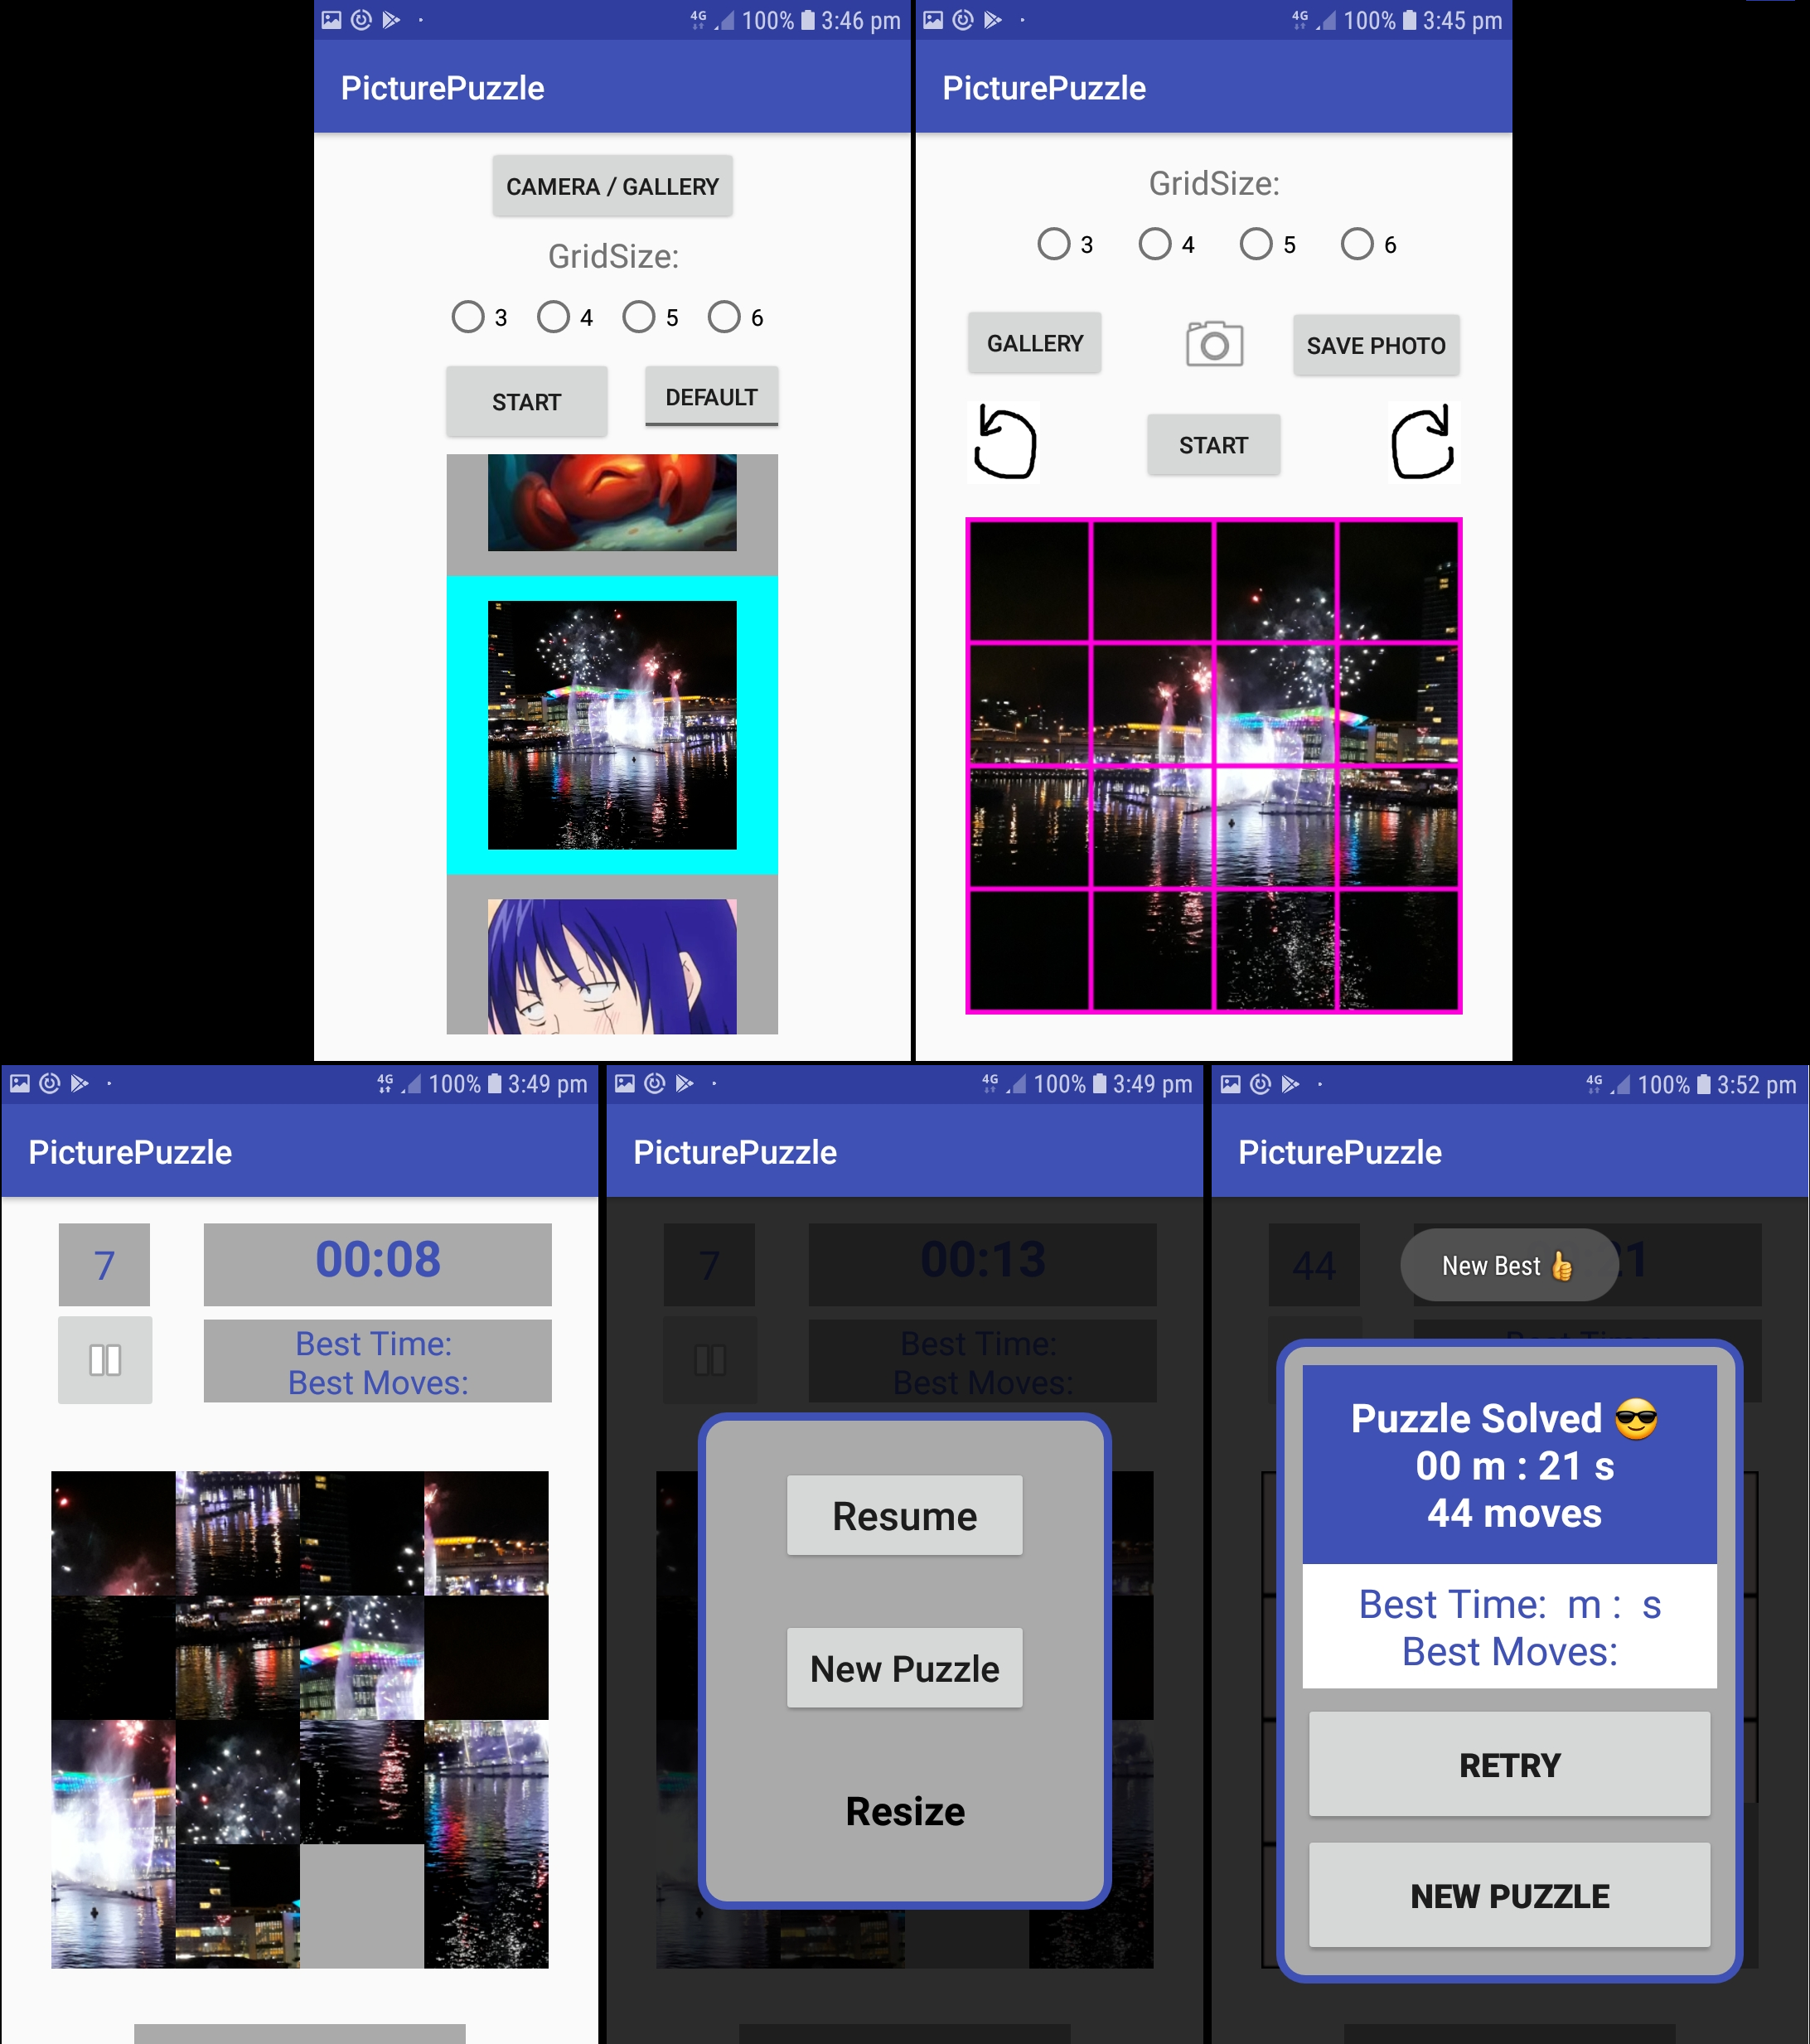 4G 100% 3:46 pm
PicturePuzzle
CAMERA / GALLERY
GridSize:
3 4 5 6
START DEFAULT
4G 100% 3:45 pm
PicturePuzzle
GridSize:
3 4 5 6
GALLERY SAVE PHOTO
START
4G 100% 3:49 pm
PicturePuzzle
7 00:08
Best Time:
Best Moves:
4G 100% 3:49 pm
PicturePuzzle
7 00:13
Best Time:
Best Moves:
Resume
New Puzzle
Resize
4G 100% 3:52 pm
PicturePuzzle
44 New Best 👍 21
Best Time:
Puzzle Solved 😎
00 m : 21 s
44 moves
Best Time: m : s
Best Moves:
RETRY
NEW PUZZLE